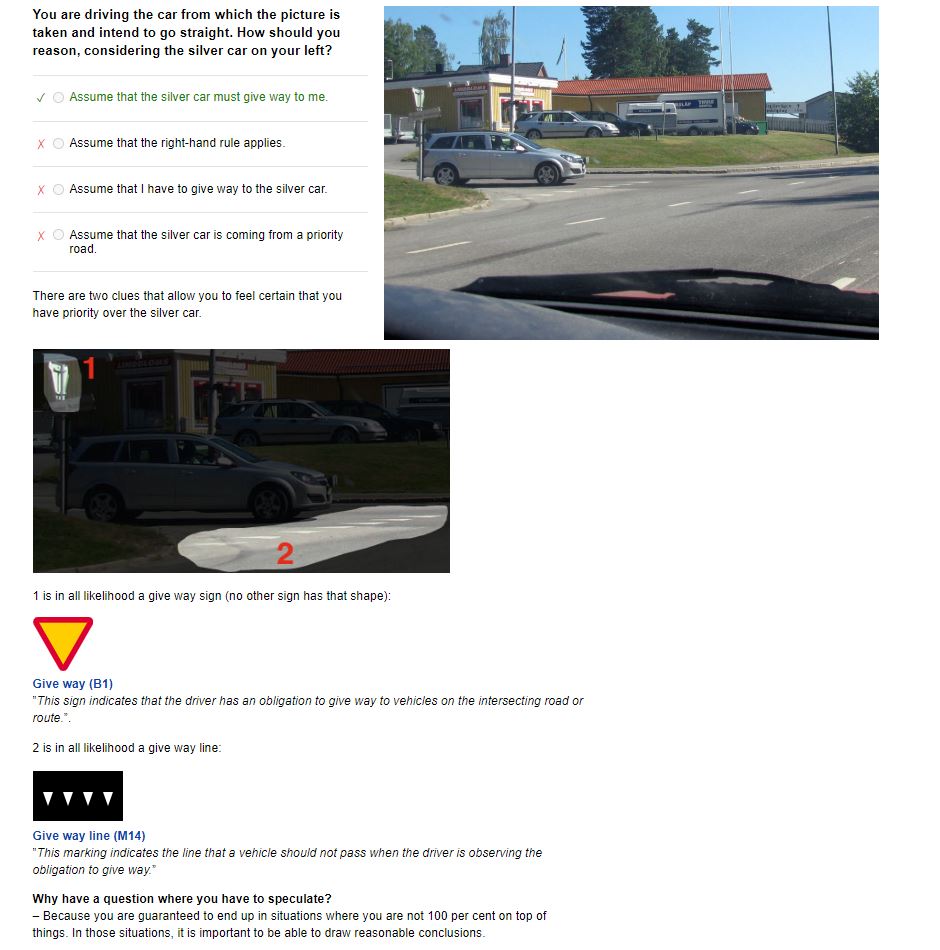 You are driving the car from which the picture is
taken and intend to go straight. How should you
reason, considering the silver car on your left?
✓ Assume that the silver car must give way to me.
✗ Assume that the right-hand rule applies.
✗ Assume that I have to give way to the silver car.
✗ Assume that the silver car is coming from a priority
road.
There are two clues that allow you to feel certain that you
have priority over the silver car.
1
2
1 is in all likelihood a give way sign (no other sign has that shape):
Give way (B1)
"This sign indicates that the driver has an obligation to give way to vehicles on the intersecting road or
route.".
2 is in all likelihood a give way line:
Give way line (M14)
"This marking indicates the line that a vehicle should not pass when the driver is observing the
obligation to give way."
Why have a question where you have to speculate?
– Because you are guaranteed to end up in situations where you are not 100 per cent on top of
things. In those situations, it is important to be able to draw reasonable conclusions.